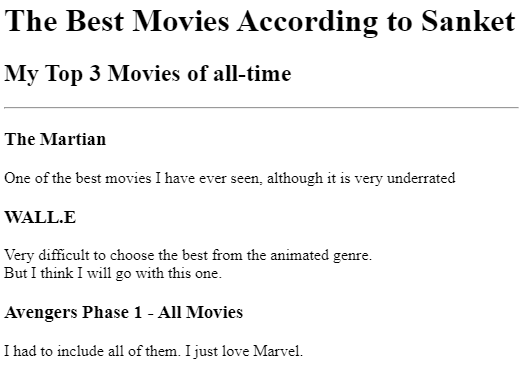 The Best Movies According to Sanket
My Top 3 Movies of all-time
The Martian
One of the best movies I have ever seen, although it is very underrated
WALL.E
Very difficult to choose the best from the animated genre.
But I think I will go with this one.
Avengers Phase 1 - All Movies
I had to include all of them. I just love Marvel.